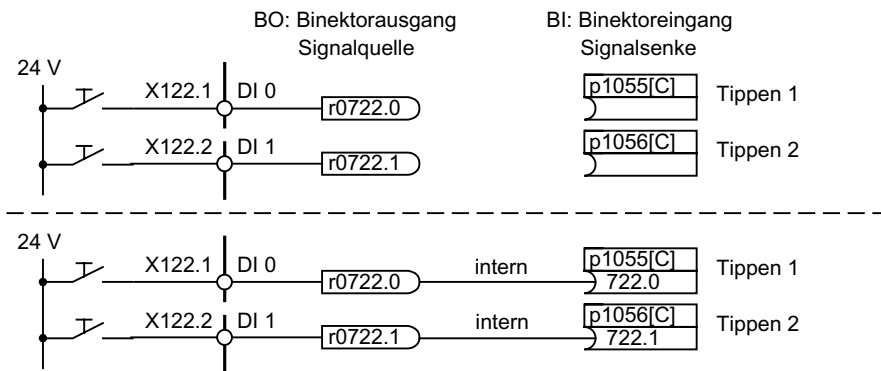 BO: Binektorausgang BI: Binektoreingang
Signalquelle Signalsenke
24 V
X122.1 DI 0 r0722.0 p1055[C] Tippen 1
X122.2 DI 1 r0722.1 p1056[C] Tippen 2
24 V
X122.1 DI 0 r0722.0 intern p1055[C] 722.0 Tippen 1
X122.2 DI 1 r0722.1 intern p1056[C] 722.1 Tippen 2